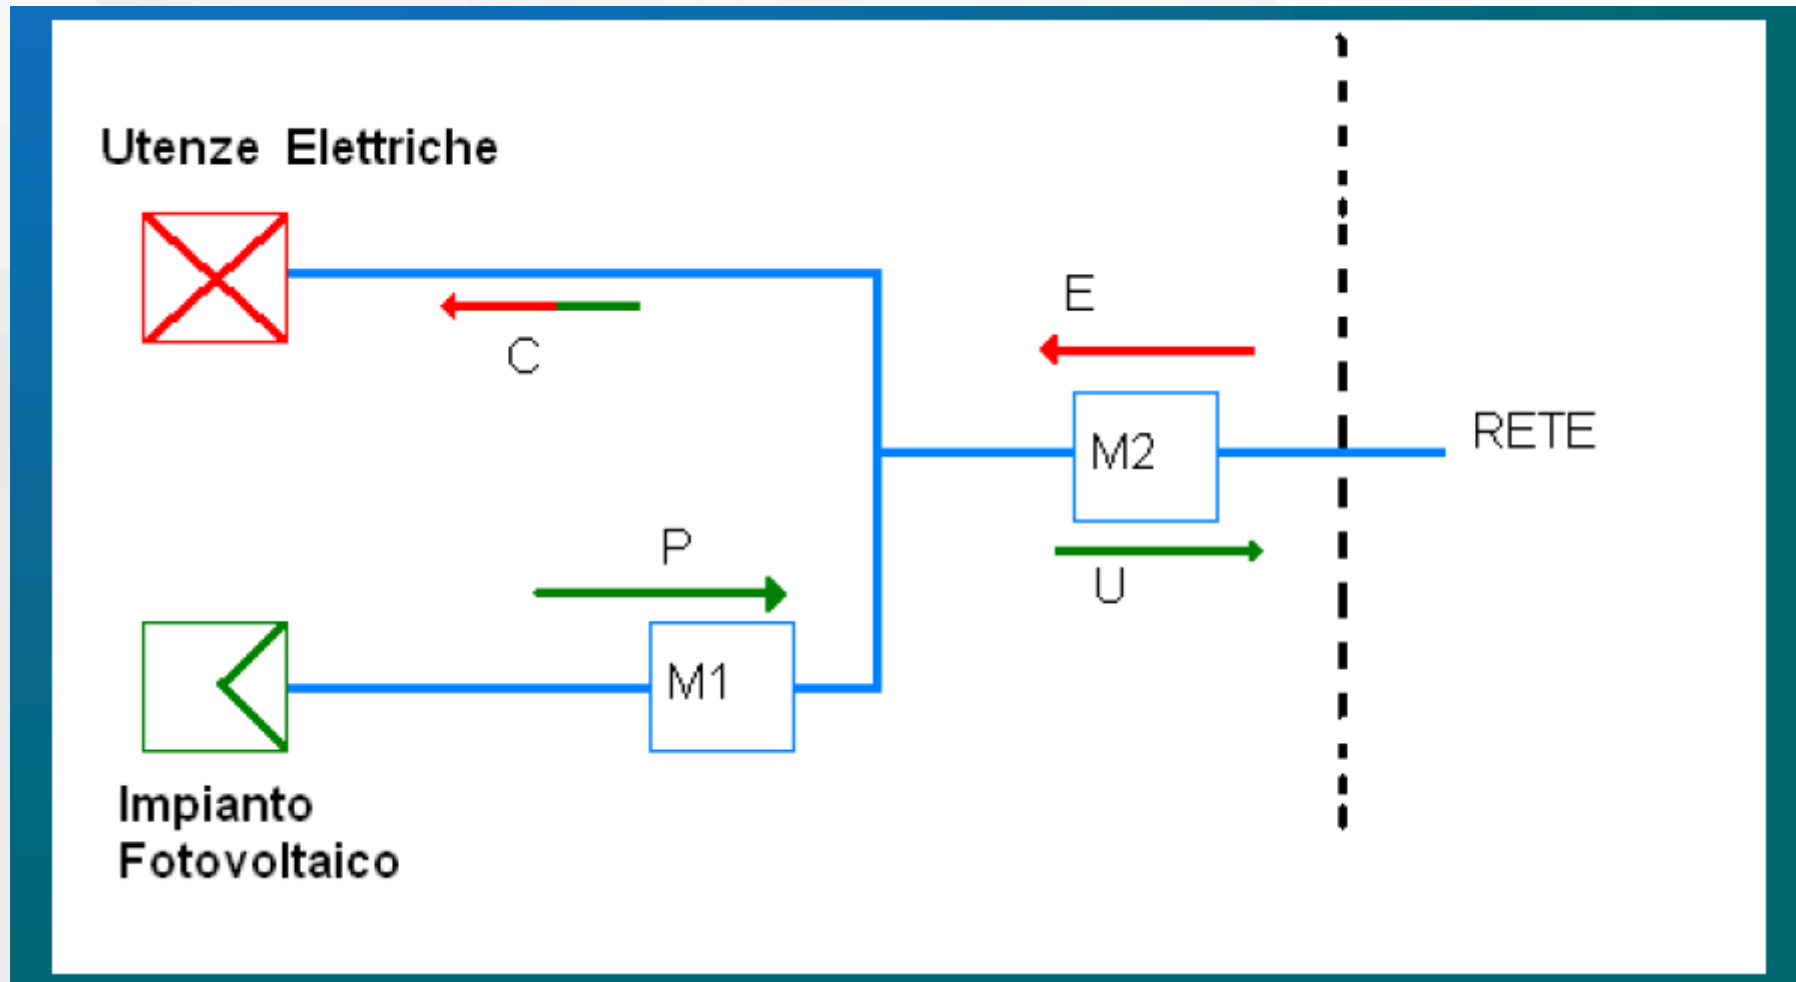 Utenze Elettriche
E
C
RETE
M2
P
U
M1
Impianto
Fotovoltaico